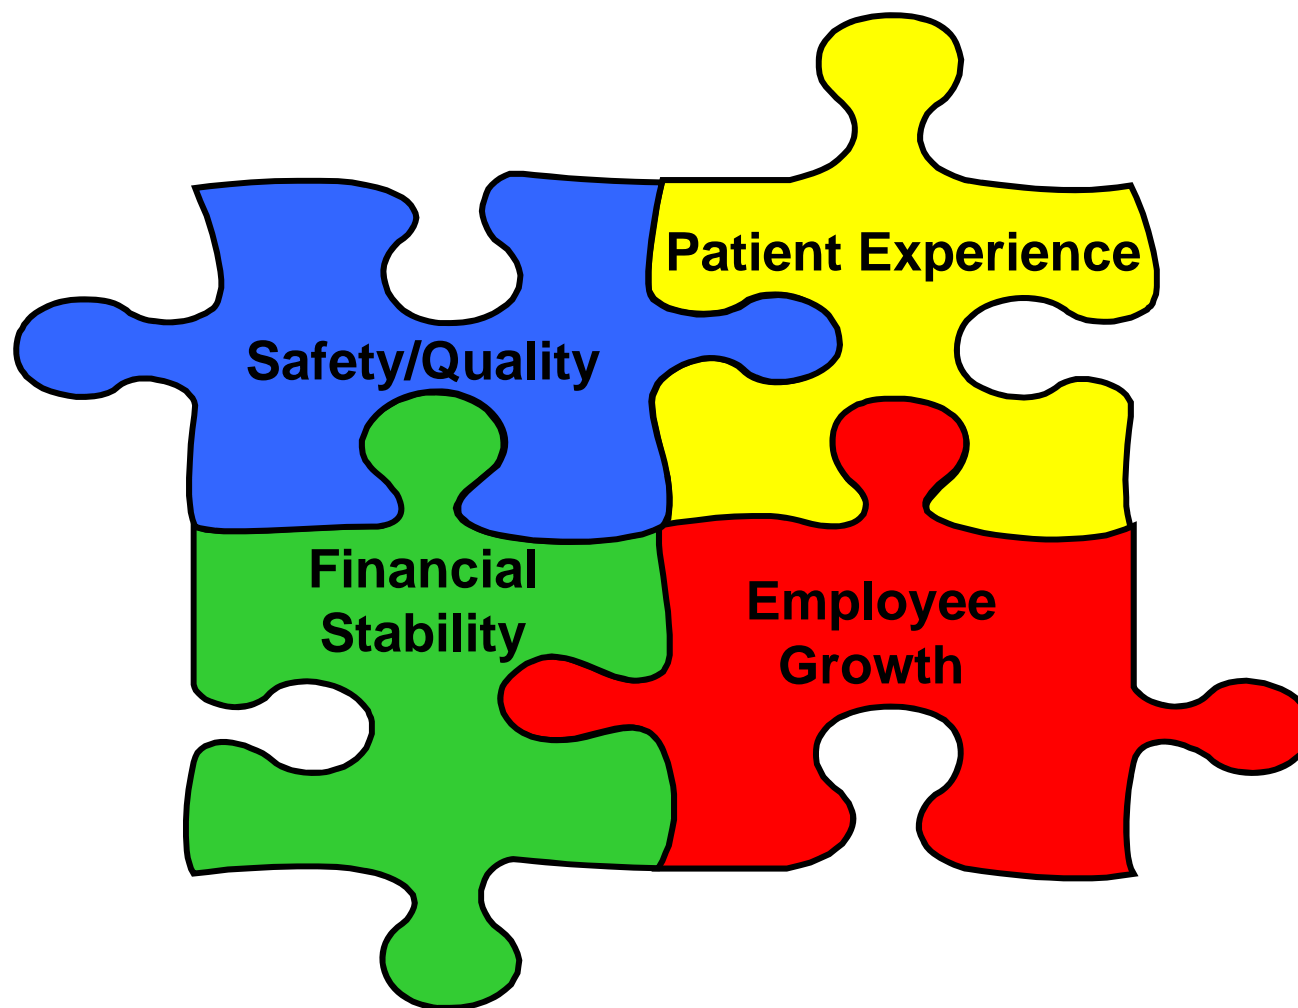 Patient Experience
Safety/Quality
Financial
Stability
Employee
Growth